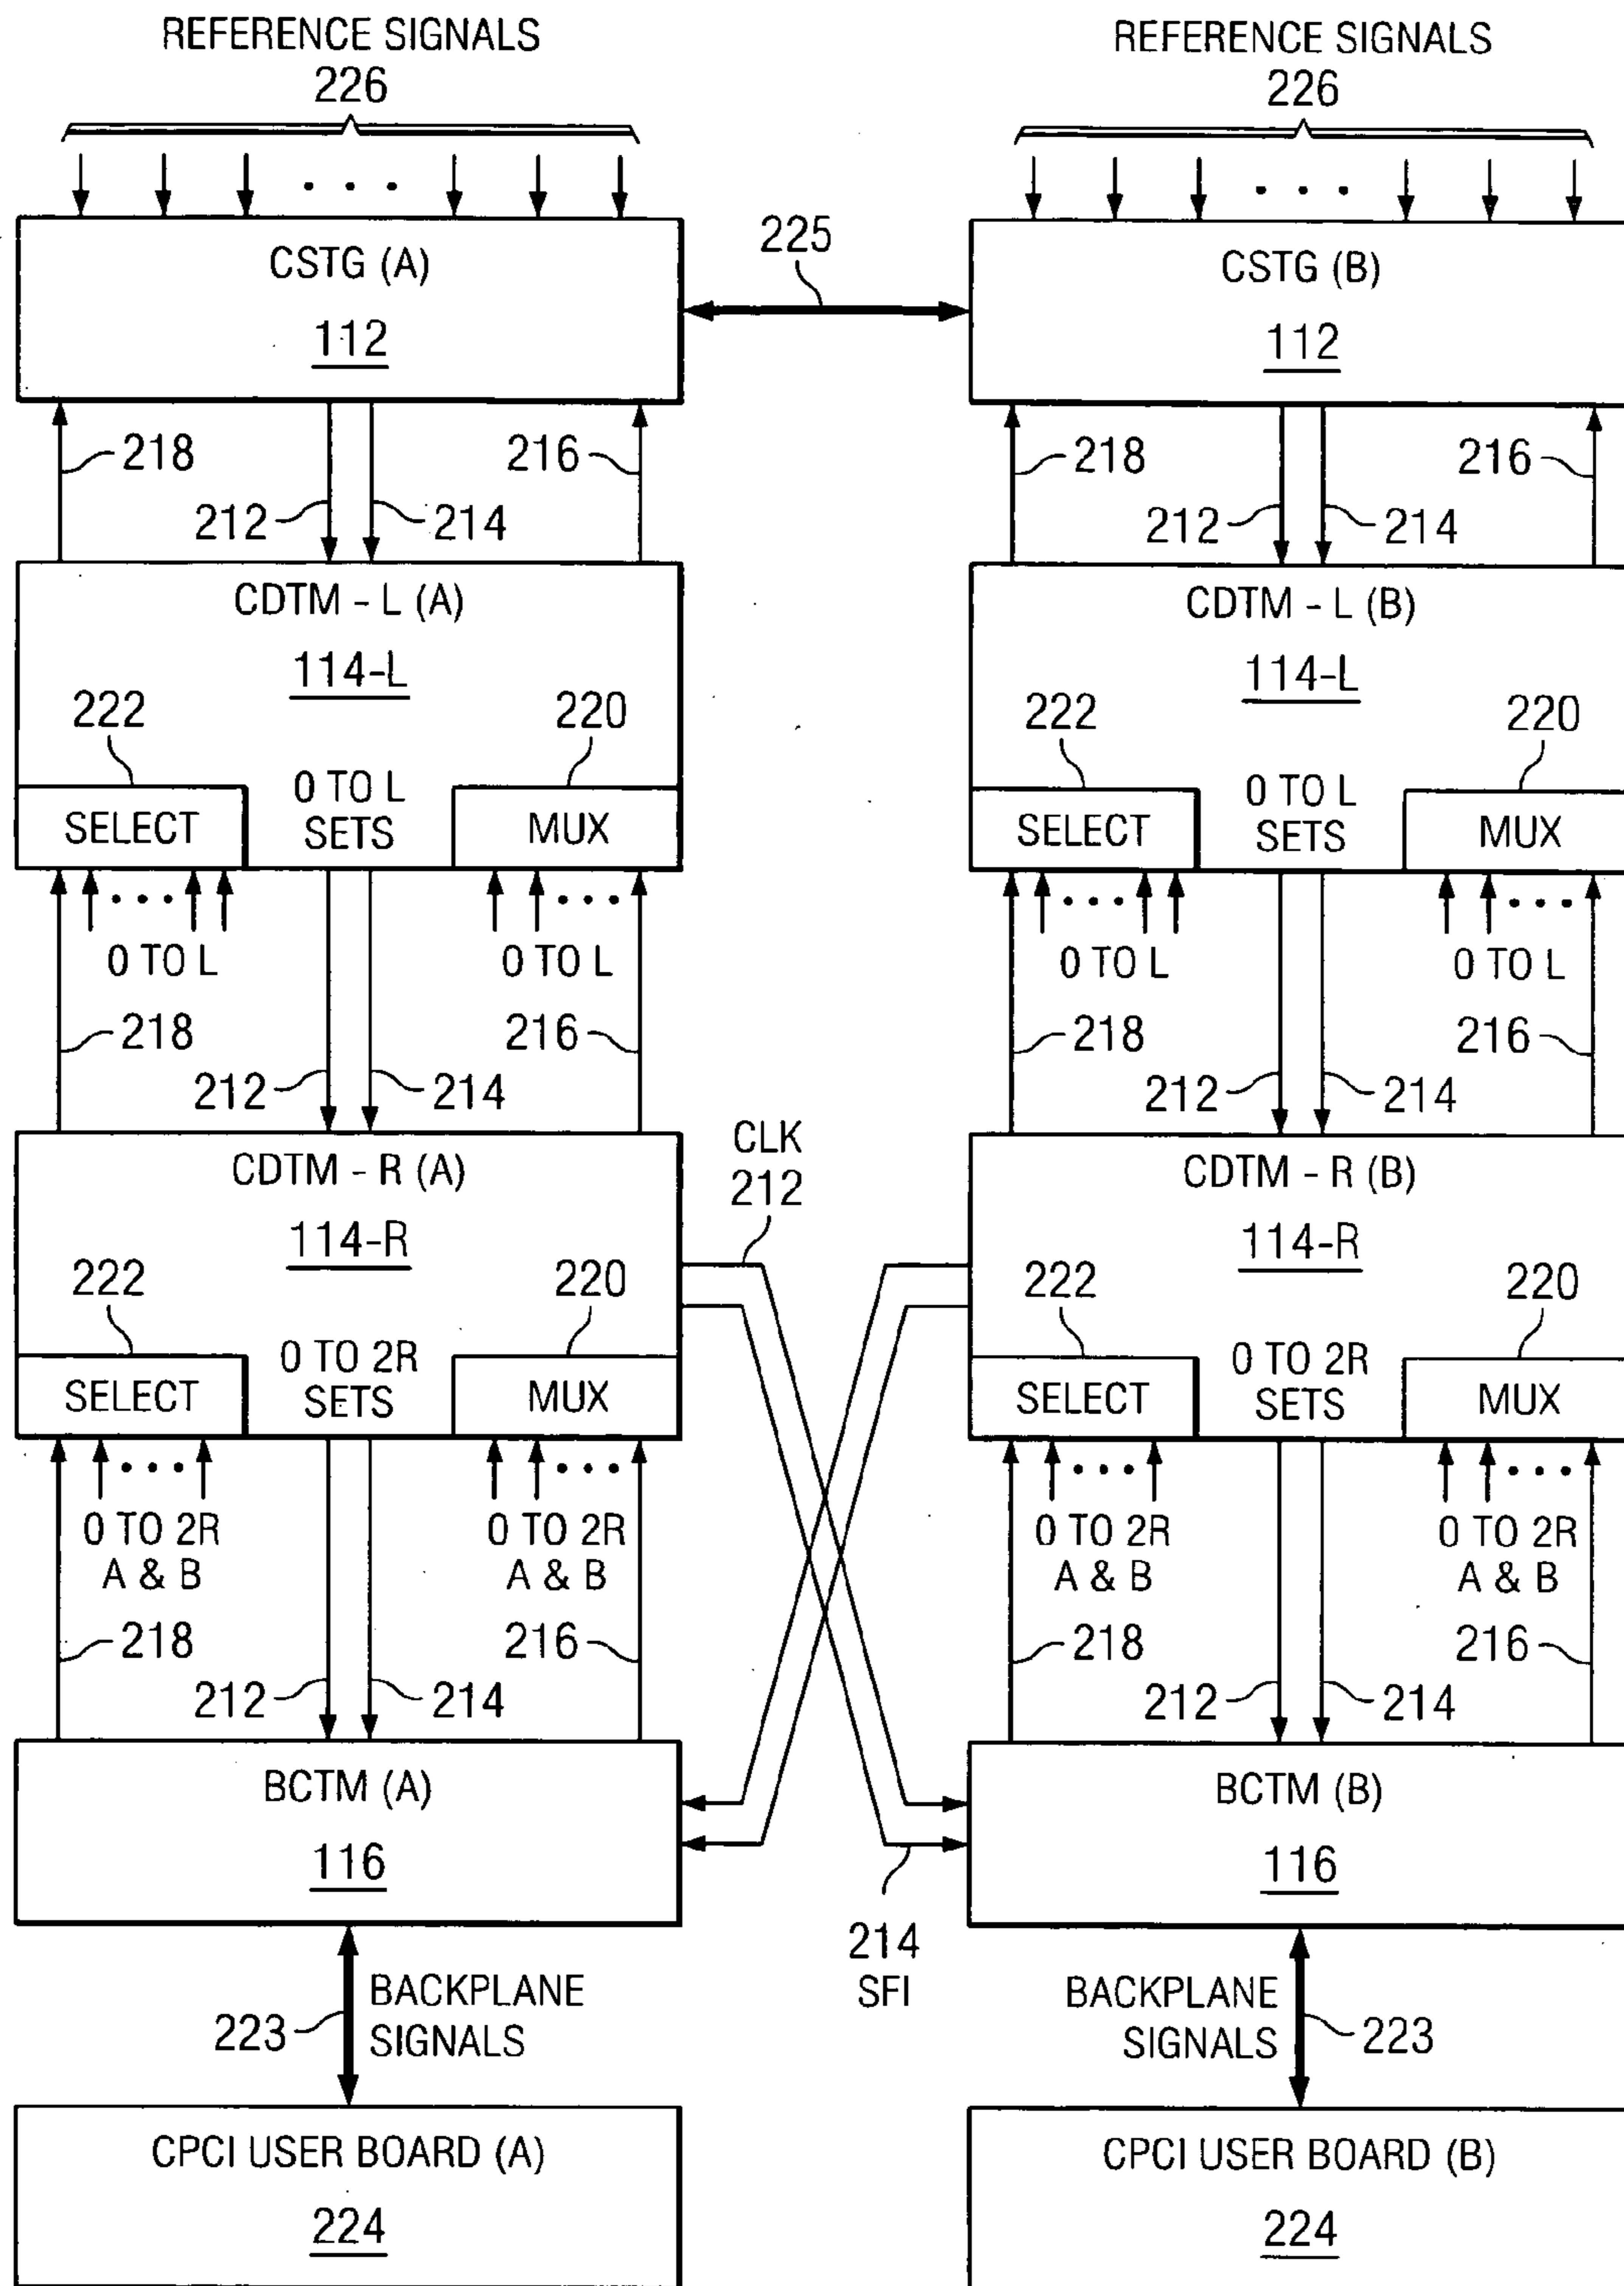 REFERENCE SIGNALS
226
REFERENCE SIGNALS
226
CSTG (A)
112
225
CSTG (B)
112
218
216
212
214
218
216
212
214
CDTM - L (A)
114-L
222
220
0 TO L
SETS
SELECT
MUX
CDTM - L (B)
114-L
222
220
0 TO L
SETS
SELECT
MUX
0 TO L
0 TO L
0 TO L
0 TO L
218
216
212
214
218
216
212
214
CLK
212
CDTM - R (A)
114-R
222
220
0 TO 2R
SETS
SELECT
MUX
CDTM - R (B)
114-R
222
220
0 TO 2R
SETS
SELECT
MUX
0 TO 2R
A & B
0 TO 2R
A & B
0 TO 2R
A & B
0 TO 2R
A & B
218
216
212
214
218
216
212
214
BCTM (A)
116
BCTM (B)
116
214
SFI
BACKPLANE
SIGNALS
223
BACKPLANE
SIGNALS
223
CPCI USER BOARD (A)
224
CPCI USER BOARD (B)
224